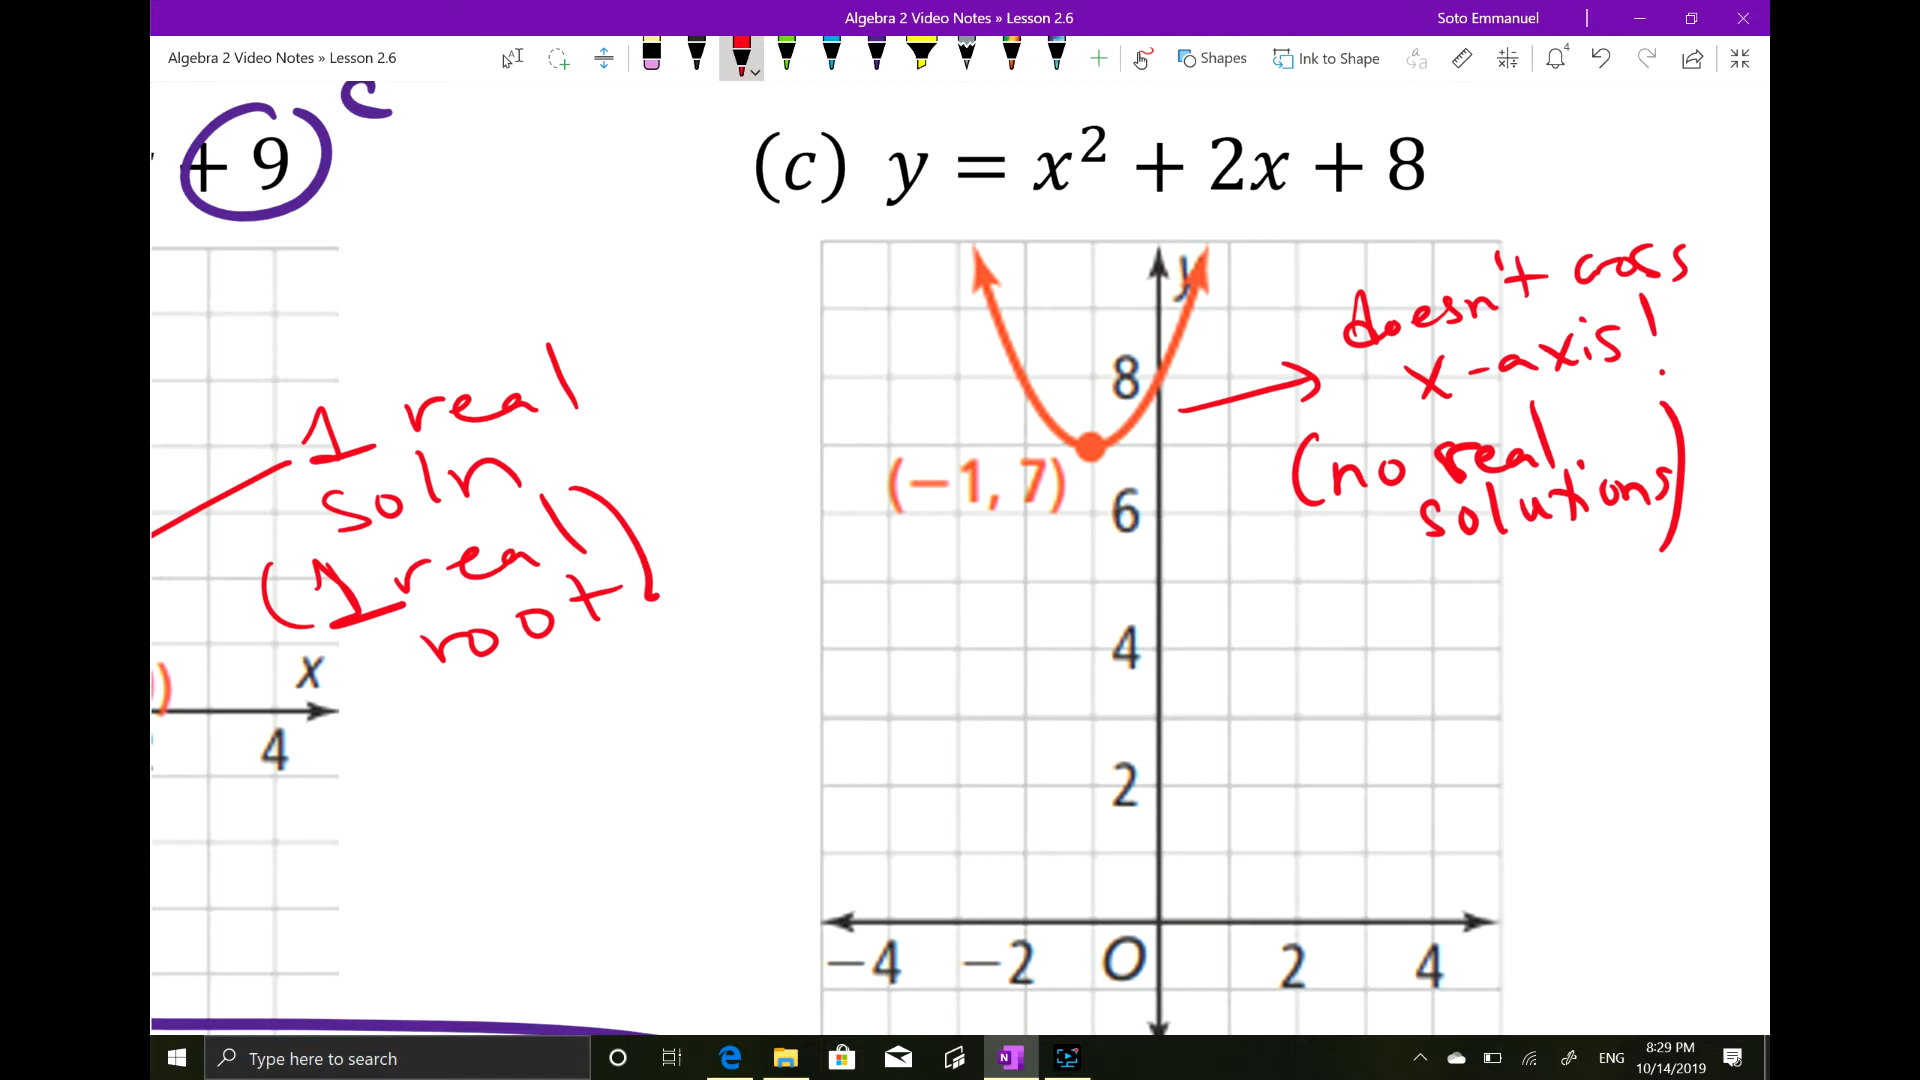 Algebra 2 Video Notes » Lesson 2.6
Soto Emmanuel
Algebra 2 Video Notes » Lesson 2.6
Shapes
Ink to Shape
4
+ 9) c
(c) y = x² + 2x + 8
1 real
soln
(1 real
root)
x
)
4
y
8
(−1, 7)
6
4
2
−4 −2 O 2 4
doesn't cross
x-axis!
(no real
solutions)
Type here to search
ENG
8:29 PM
10/14/2019